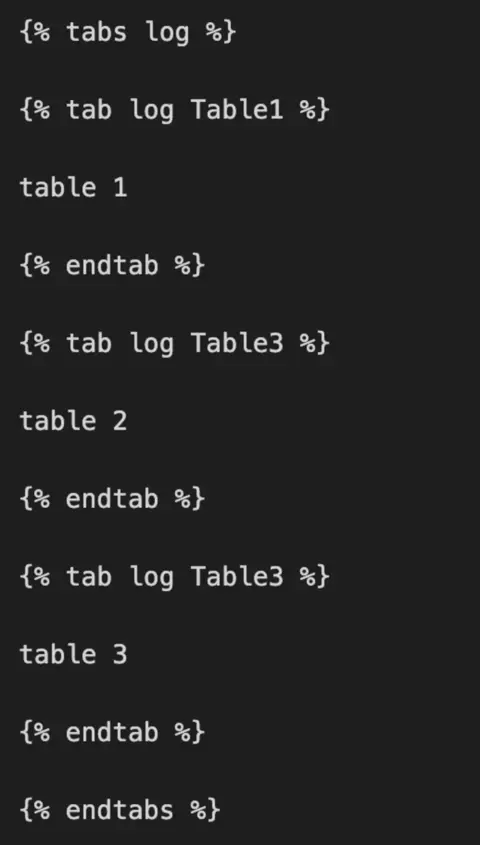 {% tabs log %}
{% tab log Table1 %}
table 1
{% endtab %}
{% tab log Table3 %}
table 2
{% endtab %}
{% tab log Table3 %}
table 3
{% endtab %}
{% endtabs %}